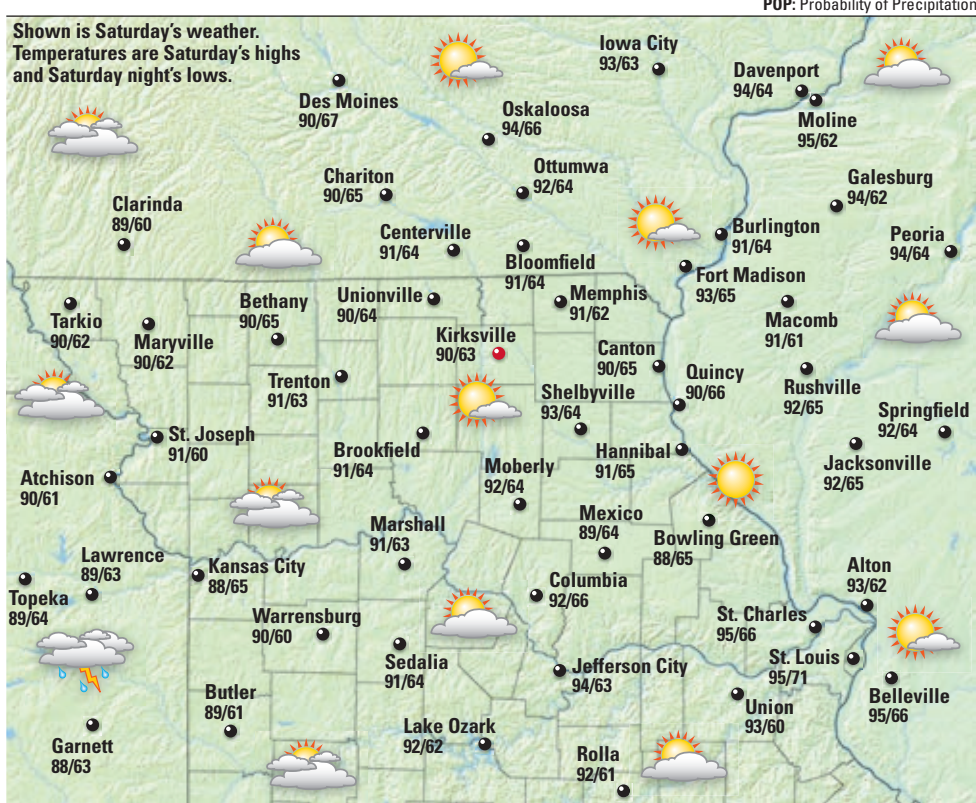 POP: Probability of Precipitation
Shown is Saturday's weather.
Temperatures are Saturday's highs
and Saturday night's lows.
Iowa City
93/63
Davenport
94/64
Moline
95/62
Des Moines
90/67
Oskaloosa
94/66
Ottumwa
92/64
Chariton
90/65
Galesburg
94/62
Clarinda
89/60
Centerville
91/64
Bloomfield
91/64
Burlington
91/64
Peoria
94/64
Fort Madison
93/65
Tarkio
90/62
Maryville
90/62
Bethany
90/65
Unionville
90/64
Memphis
91/62
Macomb
91/61
Kirksville
90/63
Canton
90/65
Quincy
90/66
Rushville
92/65
Trenton
91/63
Shelbyville
93/64
Springfield
92/64
St. Joseph
91/60
Brookfield
91/64
Hannibal
91/65
Jacksonville
92/65
Atchison
90/61
Moberly
92/64
Mexico
89/64
Bowling Green
88/65
Marshall
91/63
Lawrence
89/63
Kansas City
88/65
Topeka
89/64
Columbia
92/66
Alton
93/62
Warrensburg
90/60
St. Charles
95/66
Sedalia
91/64
Jefferson City
94/63
St. Louis
95/71
Belleville
95/66
Butler
89/61
Union
93/60
Garnett
88/63
Lake Ozark
92/62
Rolla
92/61